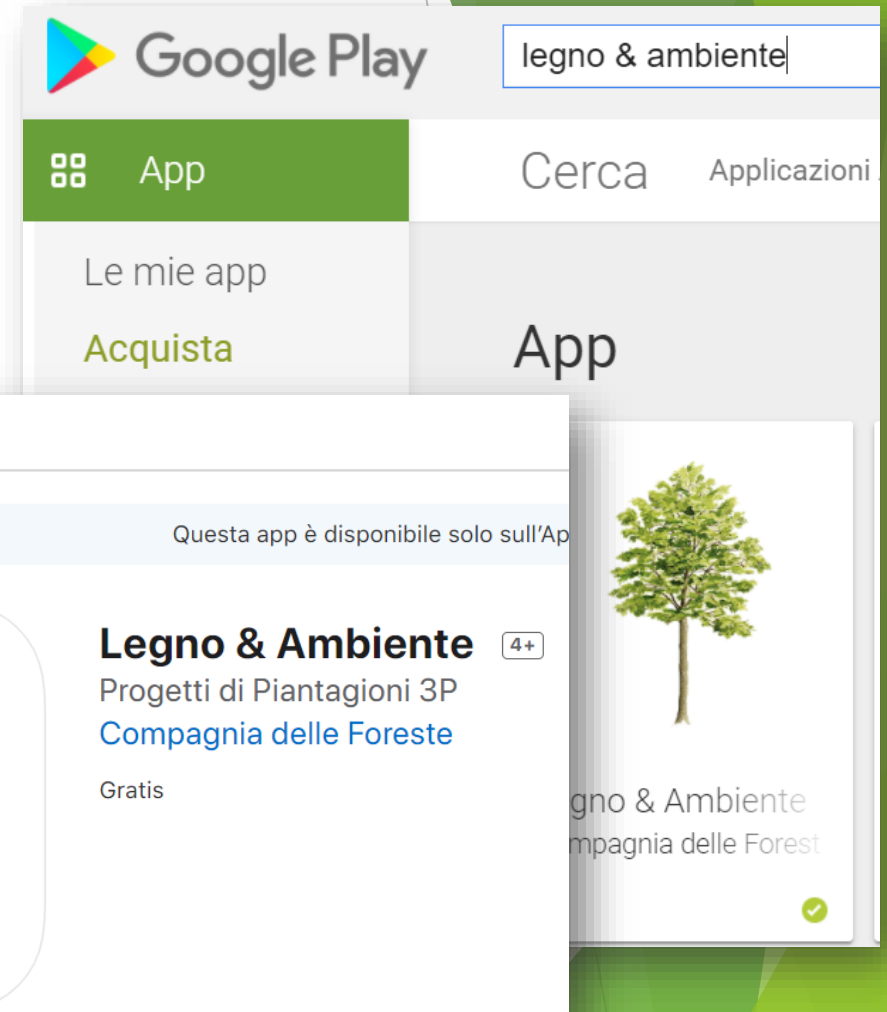 Google Play
legno & ambiente
App
Cerca
Applicazioni
Le mie app
Acquista
App
Questa app è disponibile solo sull'Ap
Legno & Ambiente 4+
Progetti di Piantagioni 3P
Compagnia delle Foreste
Gratis
gno & Ambiente
mpagnia delle Forest